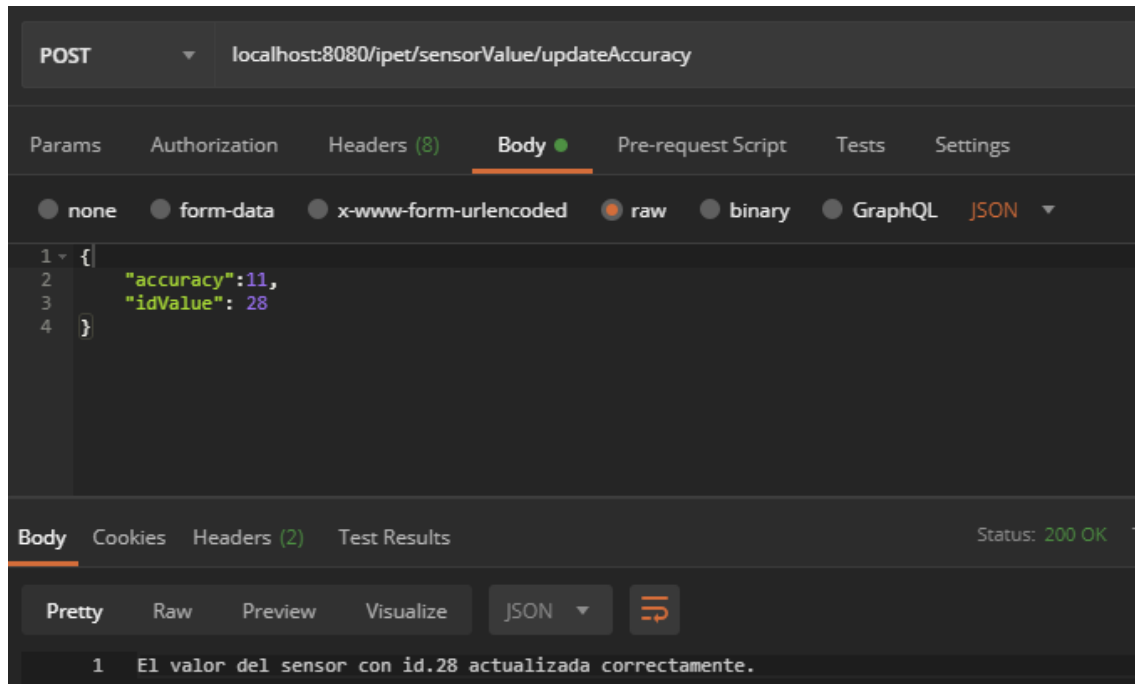 POST localhost:8080/ipet/sensorValue/updateAccuracy
Params Authorization Headers (8) Body Pre-request Script Tests Settings
none form-data x-www-form-urlencoded raw binary GraphQL JSON
1 {
2 "accuracy":11,
3 "idValue": 28
4 }
Body Cookies Headers (2) Test Results Status: 200 OK
Pretty Raw Preview Visualize JSON
1 El valor del sensor con id.28 actualizada correctamente.